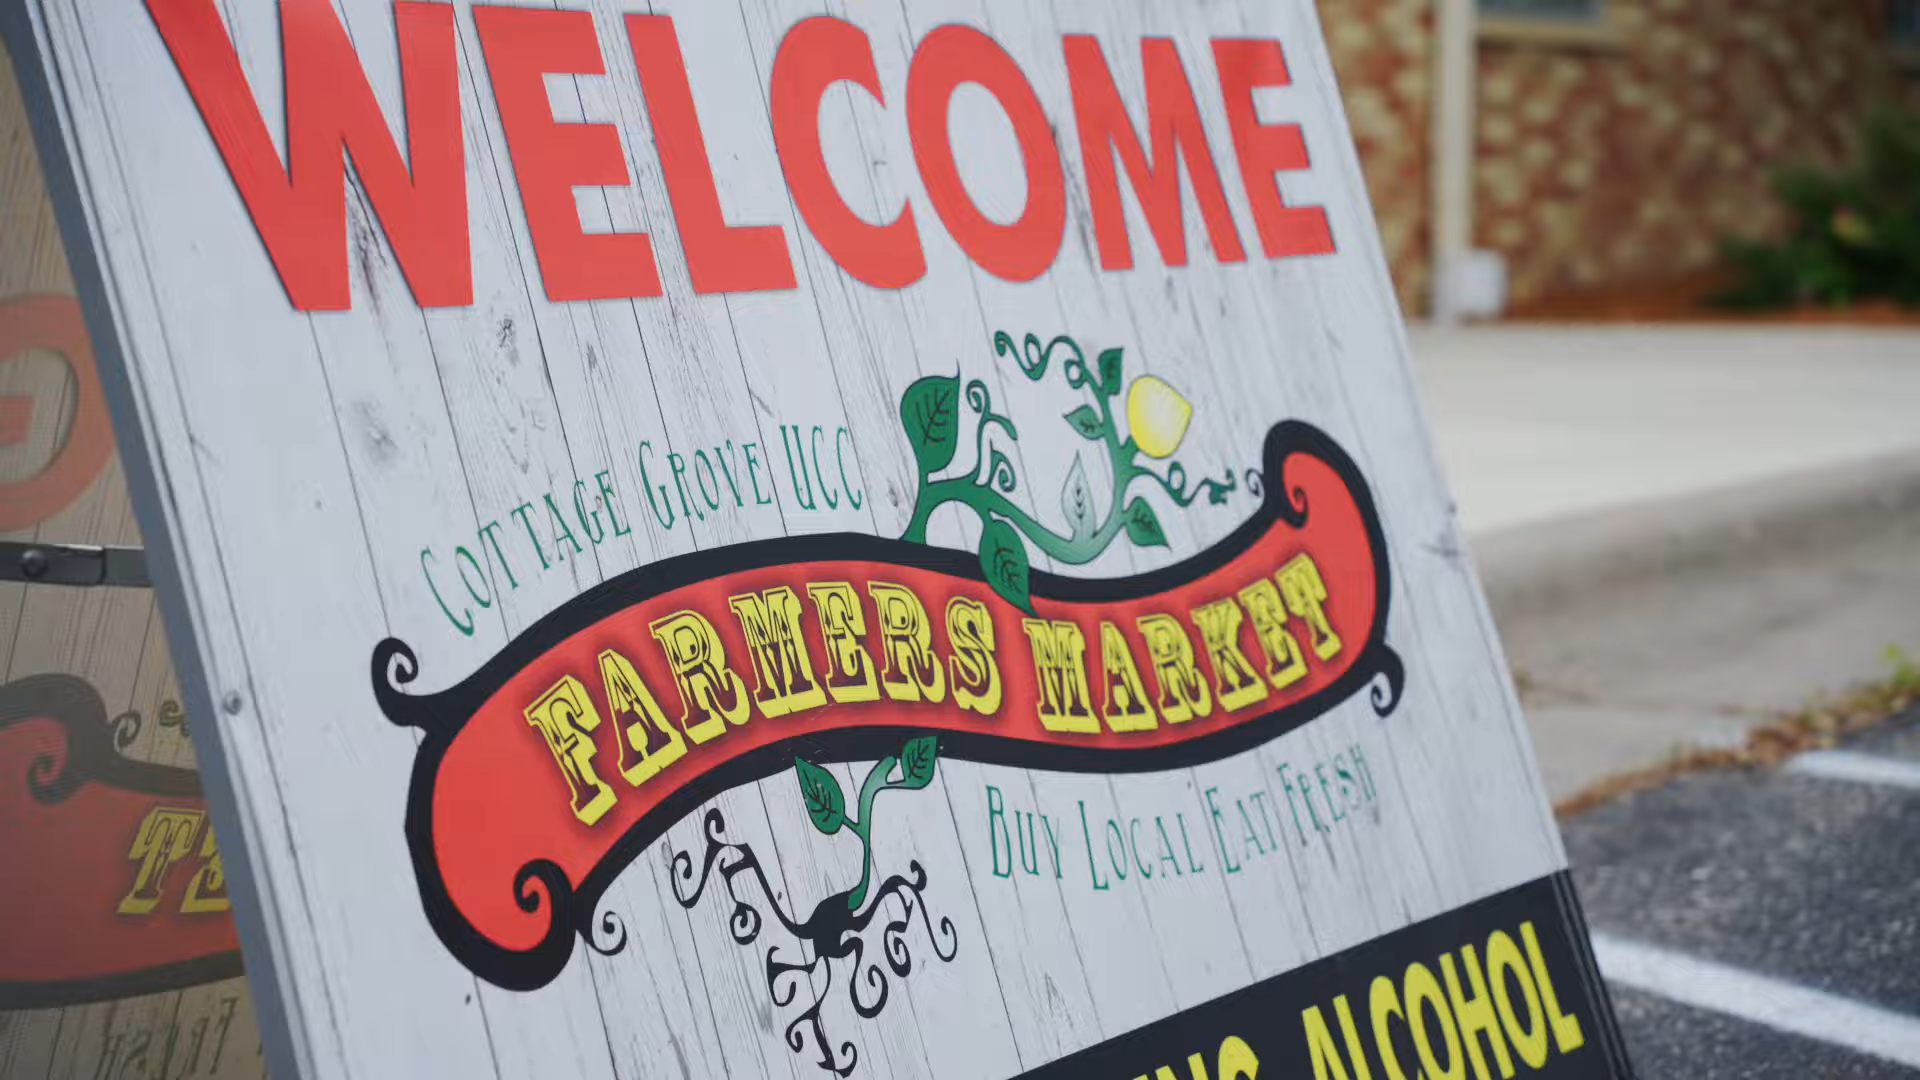 WELCOME
COTTAGE GROVE UCC
FARMERS MARKET
BUY LOCAL EAT FRESH
ALCOHOL